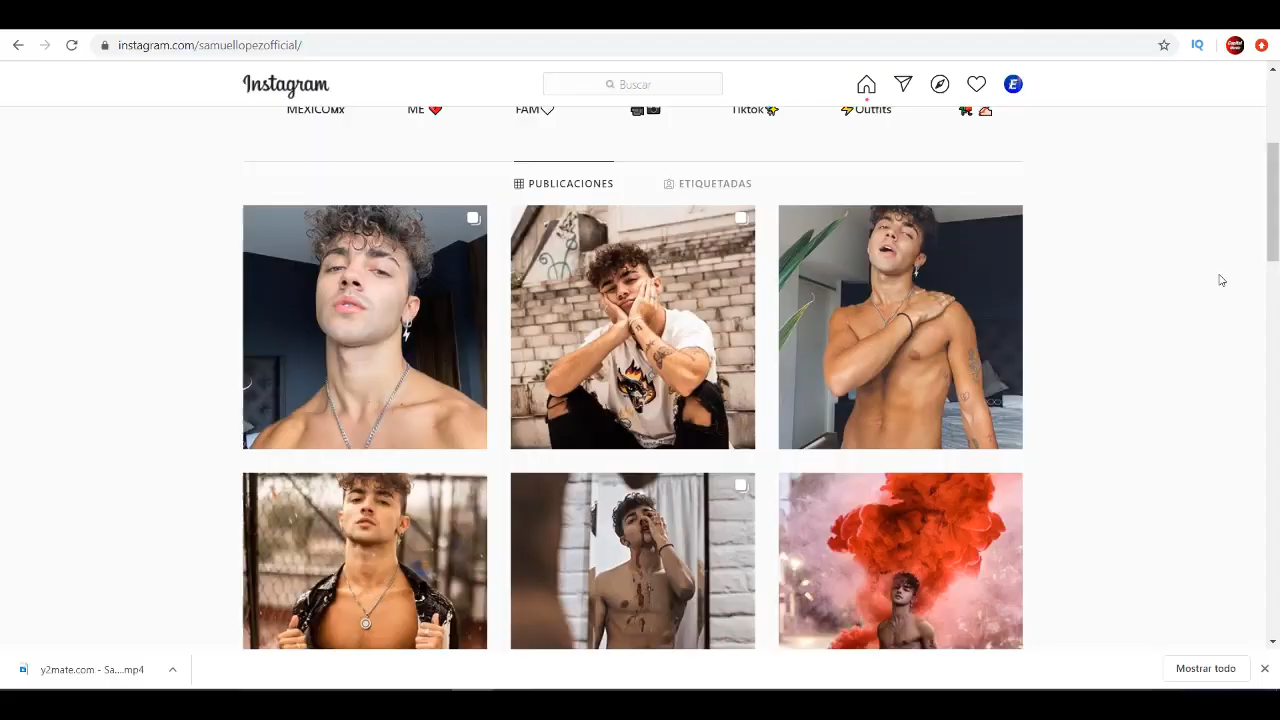 instagram.com/samuellopezofficial/
IQ
Instagram
Buscar
E
MEXICOMx
ME
FAM
Tiktok
Outfits
PUBLICACIONES
ETIQUETADAS
y2mate.com - Sa....mp4
Mostrar todo